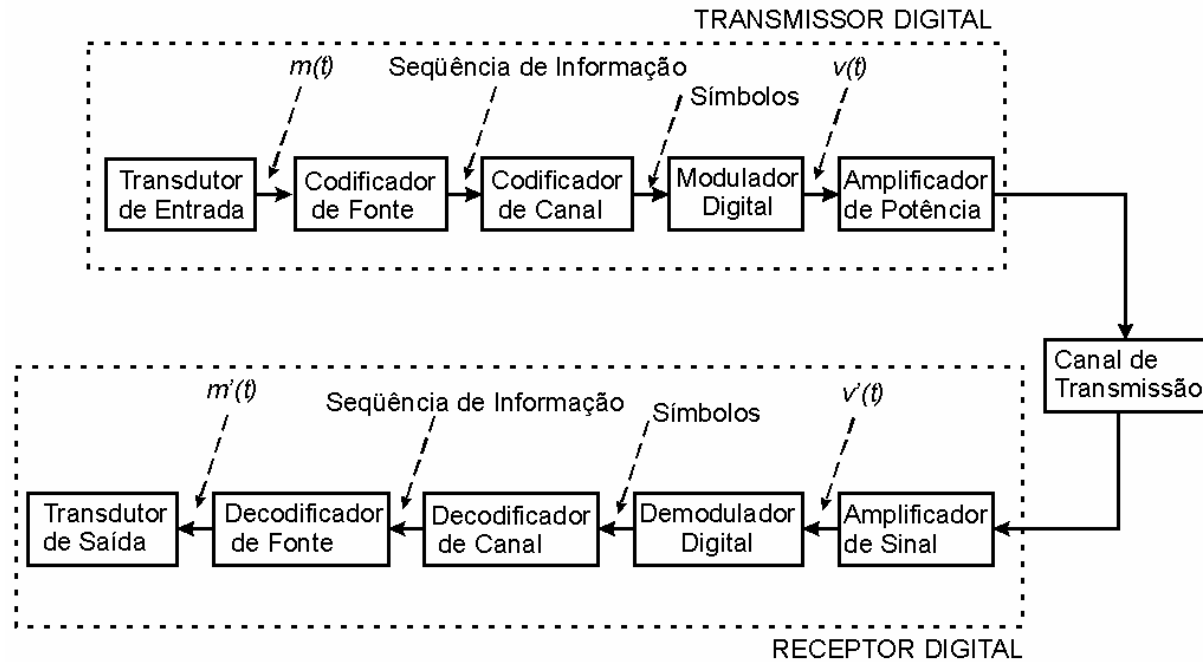 TRANSMISSOR DIGITAL
m(t)
Seqüência de Informação
Símbolos
v(t)
Transdutor
de Entrada
Codificador
de Fonte
Codificador
de Canal
Modulador
Digital
Amplificador
de Potência
Canal de
Transmissão
m'(t)
Seqüência de Informação
Símbolos
v'(t)
Transdutor
de Saída
Decodificador
de Fonte
Decodificador
de Canal
Demodulador
Digital
Amplificador
de Sinal
RECEPTOR DIGITAL